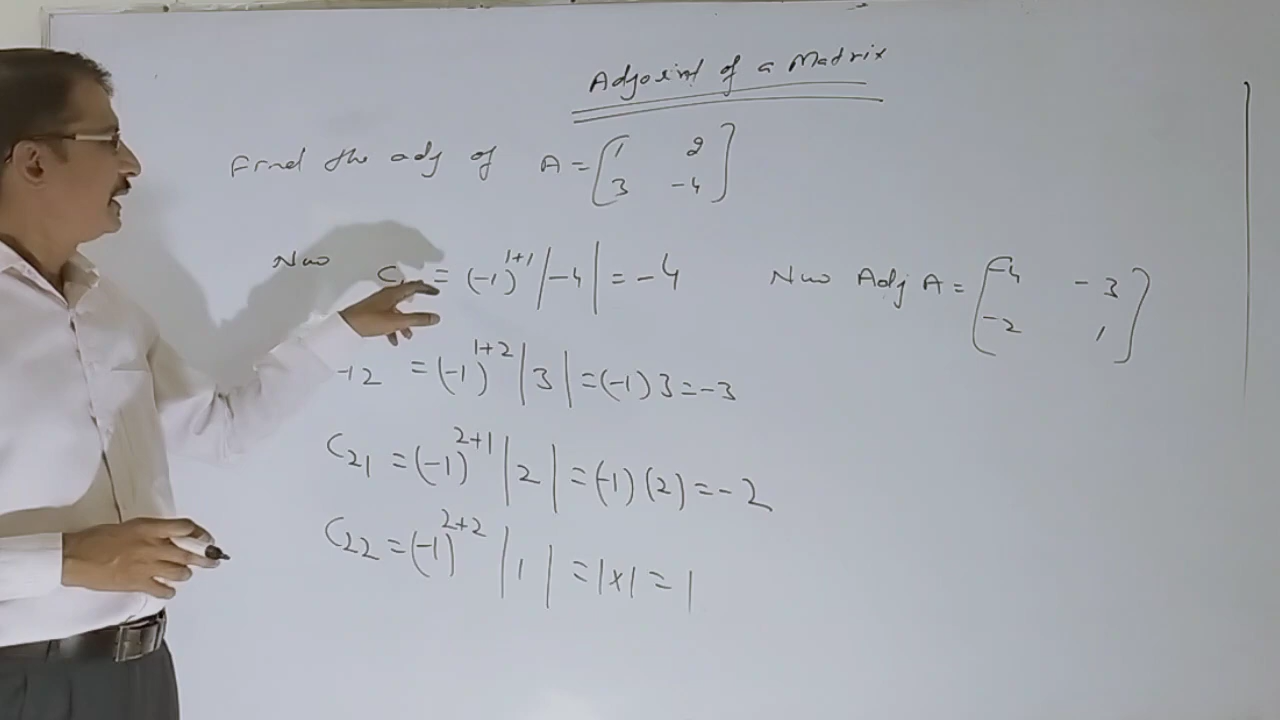 Adjoint of a Matrix
Find the adj of A = [1 2
3 -4]
Now C₁ = (-1)¹⁺¹ |-4| = -4
12 = (-1)¹⁺² |3| = (-1) 3 = -3
C₂₁ = (-1)²⁺¹ |2| = (-1) (2) = -2
C₂₂ = (-1)²⁺² |1| = 1×1 = 1
Now Adj A = [-4 -3
-2 1]